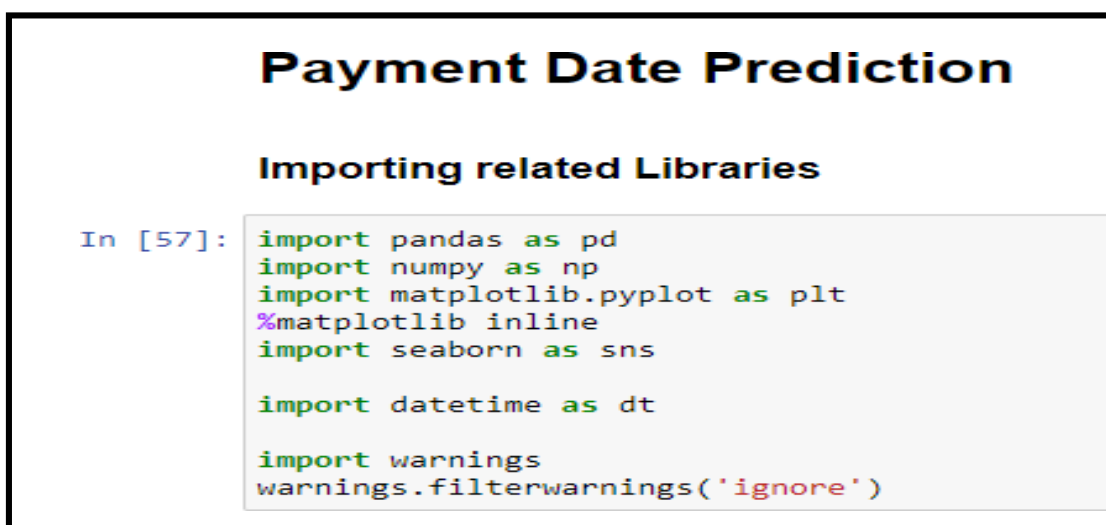 Payment Date Prediction
Importing related Libraries
In [57]: import pandas as pd
import numpy as np
import matplotlib.pyplot as plt
%matplotlib inline
import seaborn as sns
import datetime as dt
import warnings
warnings.filterwarnings('ignore')